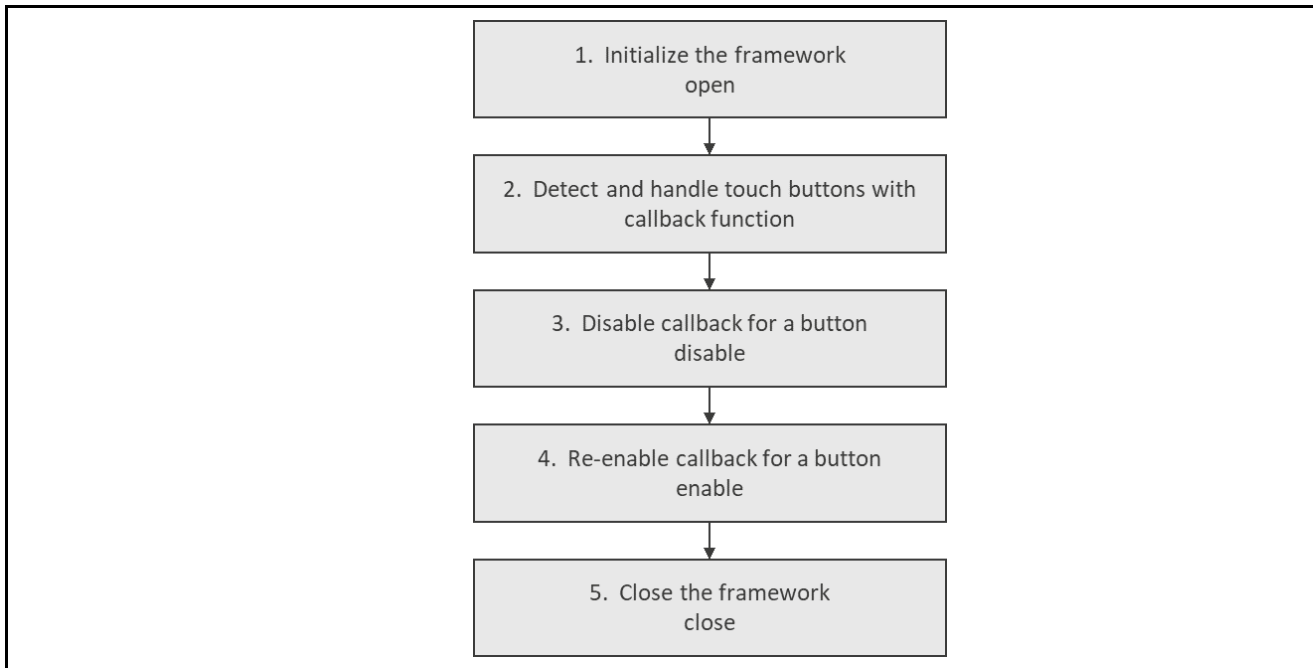 1. Initialize the framework
open
2. Detect and handle touch buttons with
callback function
3. Disable callback for a button
disable
4. Re-enable callback for a button
enable
5. Close the framework
close